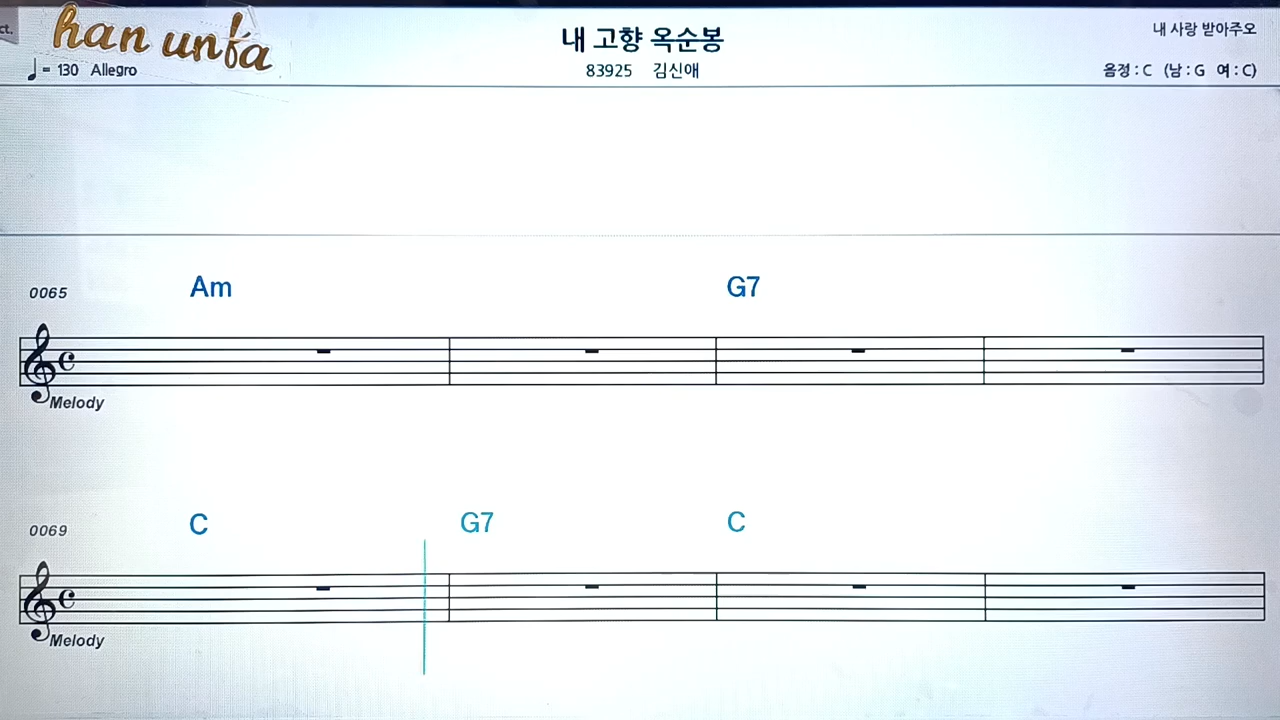 ct.
han unfa
내 고향 옥순봉
내 사랑 받아주오
= 130 Allegro
83925 김신애
음정 : C (남 : G 여 : C)
0065
Am
G7
Melody
0069
C
G7
C
Melody